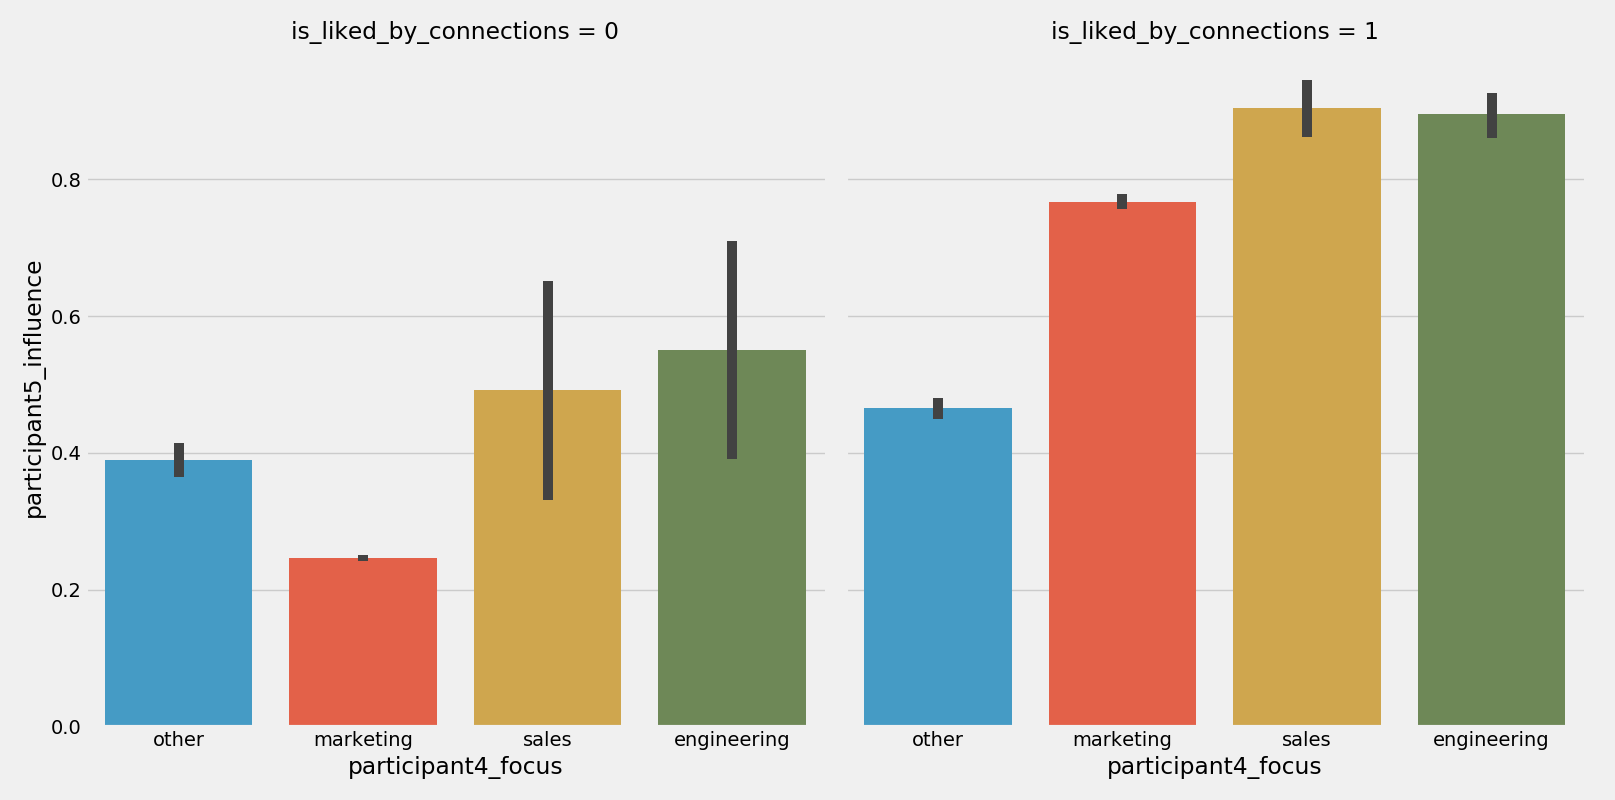 is_liked_by_connections = 0
is_liked_by_connections = 1
participant5_influence
0.8
0.6
0.4
0.2
0.0
other marketing sales engineering
participant4_focus
other marketing sales engineering
participant4_focus